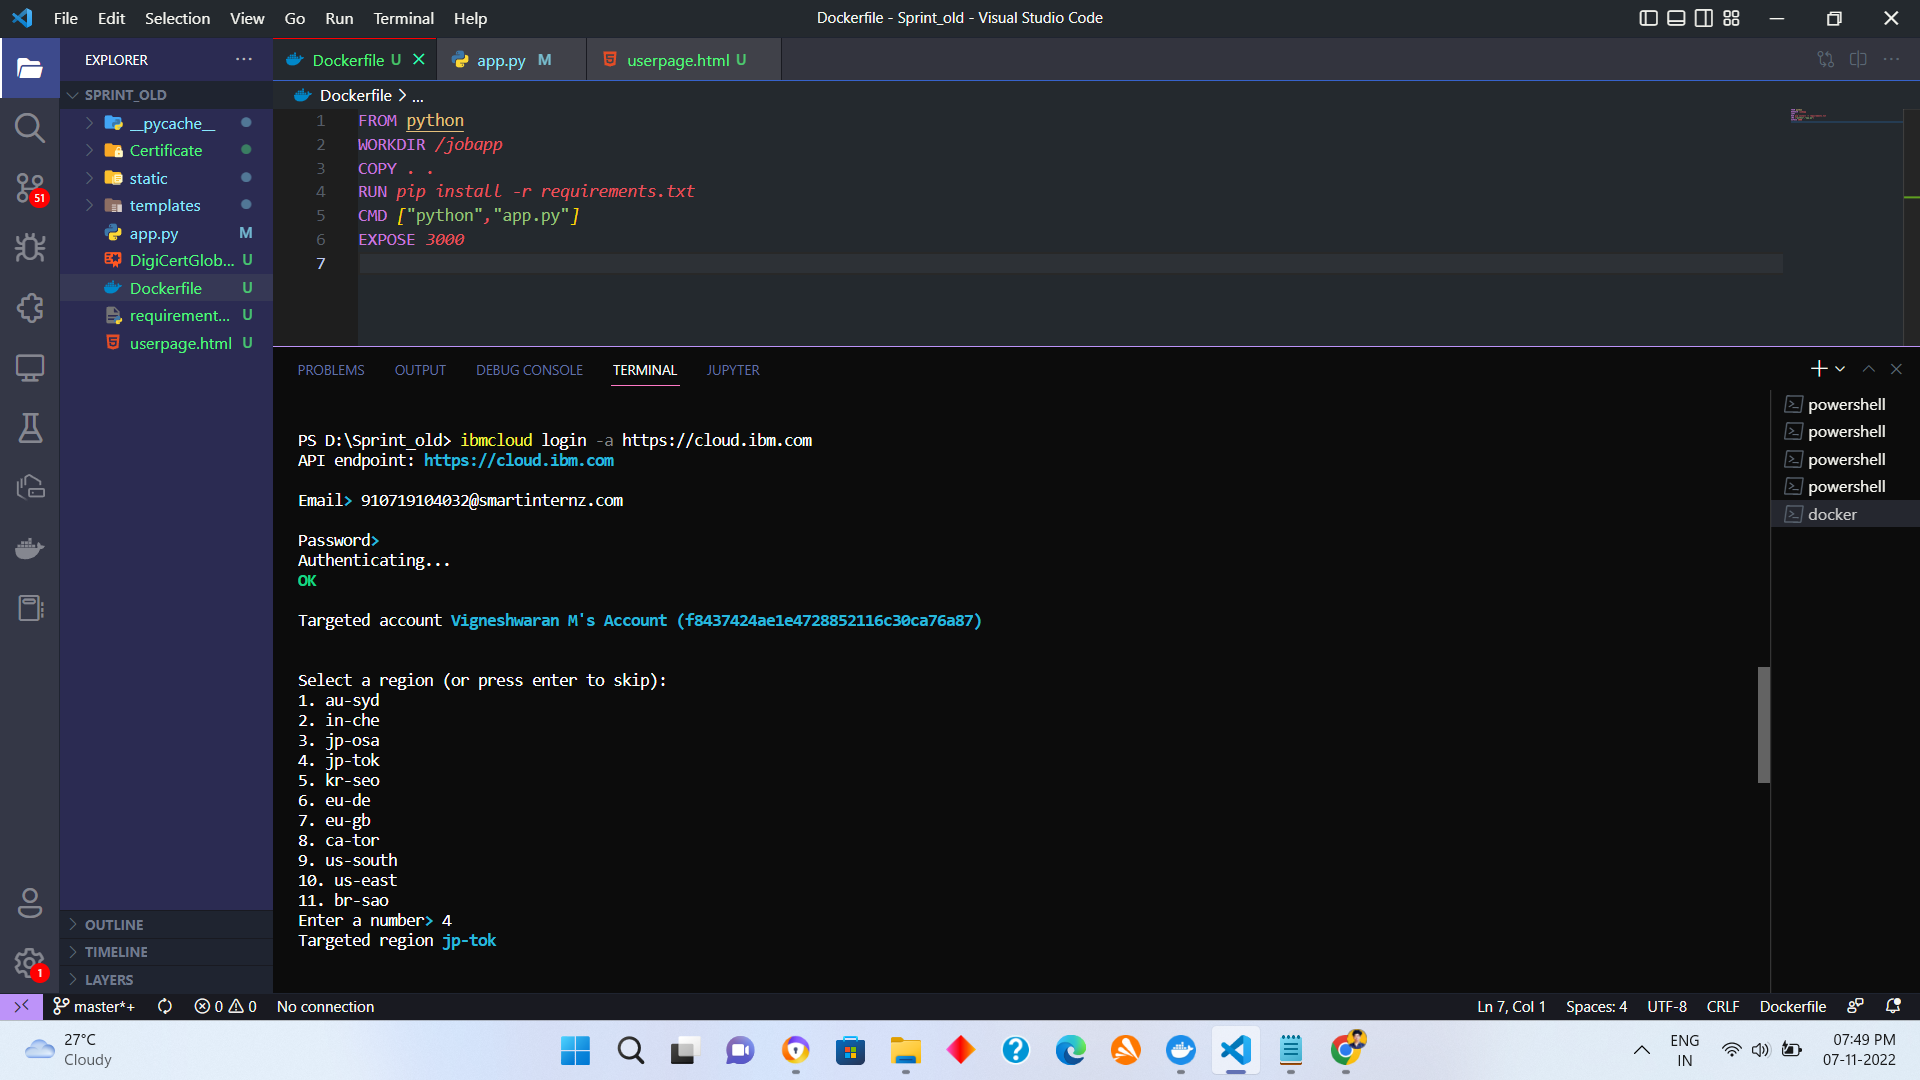 File Edit Selection View Go Run Terminal Help
Dockerfile - Sprint_old - Visual Studio Code
EXPLORER
SPRINT_OLD
__pycache__
Certificate
static
templates
app.py M
DigiCertGlob... U
Dockerfile U
requirement... U
userpage.html U
OUTLINE
TIMELINE
LAYERS
51
1
Dockerfile U
app.py M
userpage.html U
Dockerfile > ...
1 FROM python
2 WORKDIR /jobapp
3 COPY . .
4 RUN pip install -r requirements.txt
5 CMD ["python","app.py"]
6 EXPOSE 3000
7
PROBLEMS OUTPUT DEBUG CONSOLE TERMINAL JUPYTER
PS D:\Sprint_old> ibmcloud login -a https://cloud.ibm.com
API endpoint: https://cloud.ibm.com
Email> 910719104032@smartinternz.com
Password>
Authenticating...
OK
Targeted account Vigneshwaran M's Account (f8437424ae1e4728852116c30ca76a87)
Select a region (or press enter to skip):
1. au-syd
2. in-che
3. jp-osa
4. jp-tok
5. kr-seo
6. eu-de
7. eu-gb
8. ca-tor
9. us-south
10. us-east
11. br-sao
Enter a number> 4
Targeted region jp-tok
powershell
powershell
powershell
powershell
docker
master*+ 0 0 No connection
Ln 7, Col 1 Spaces: 4 UTF-8 CRLF Dockerfile
27°C
Cloudy
ENG
IN
07:49 PM
07-11-2022